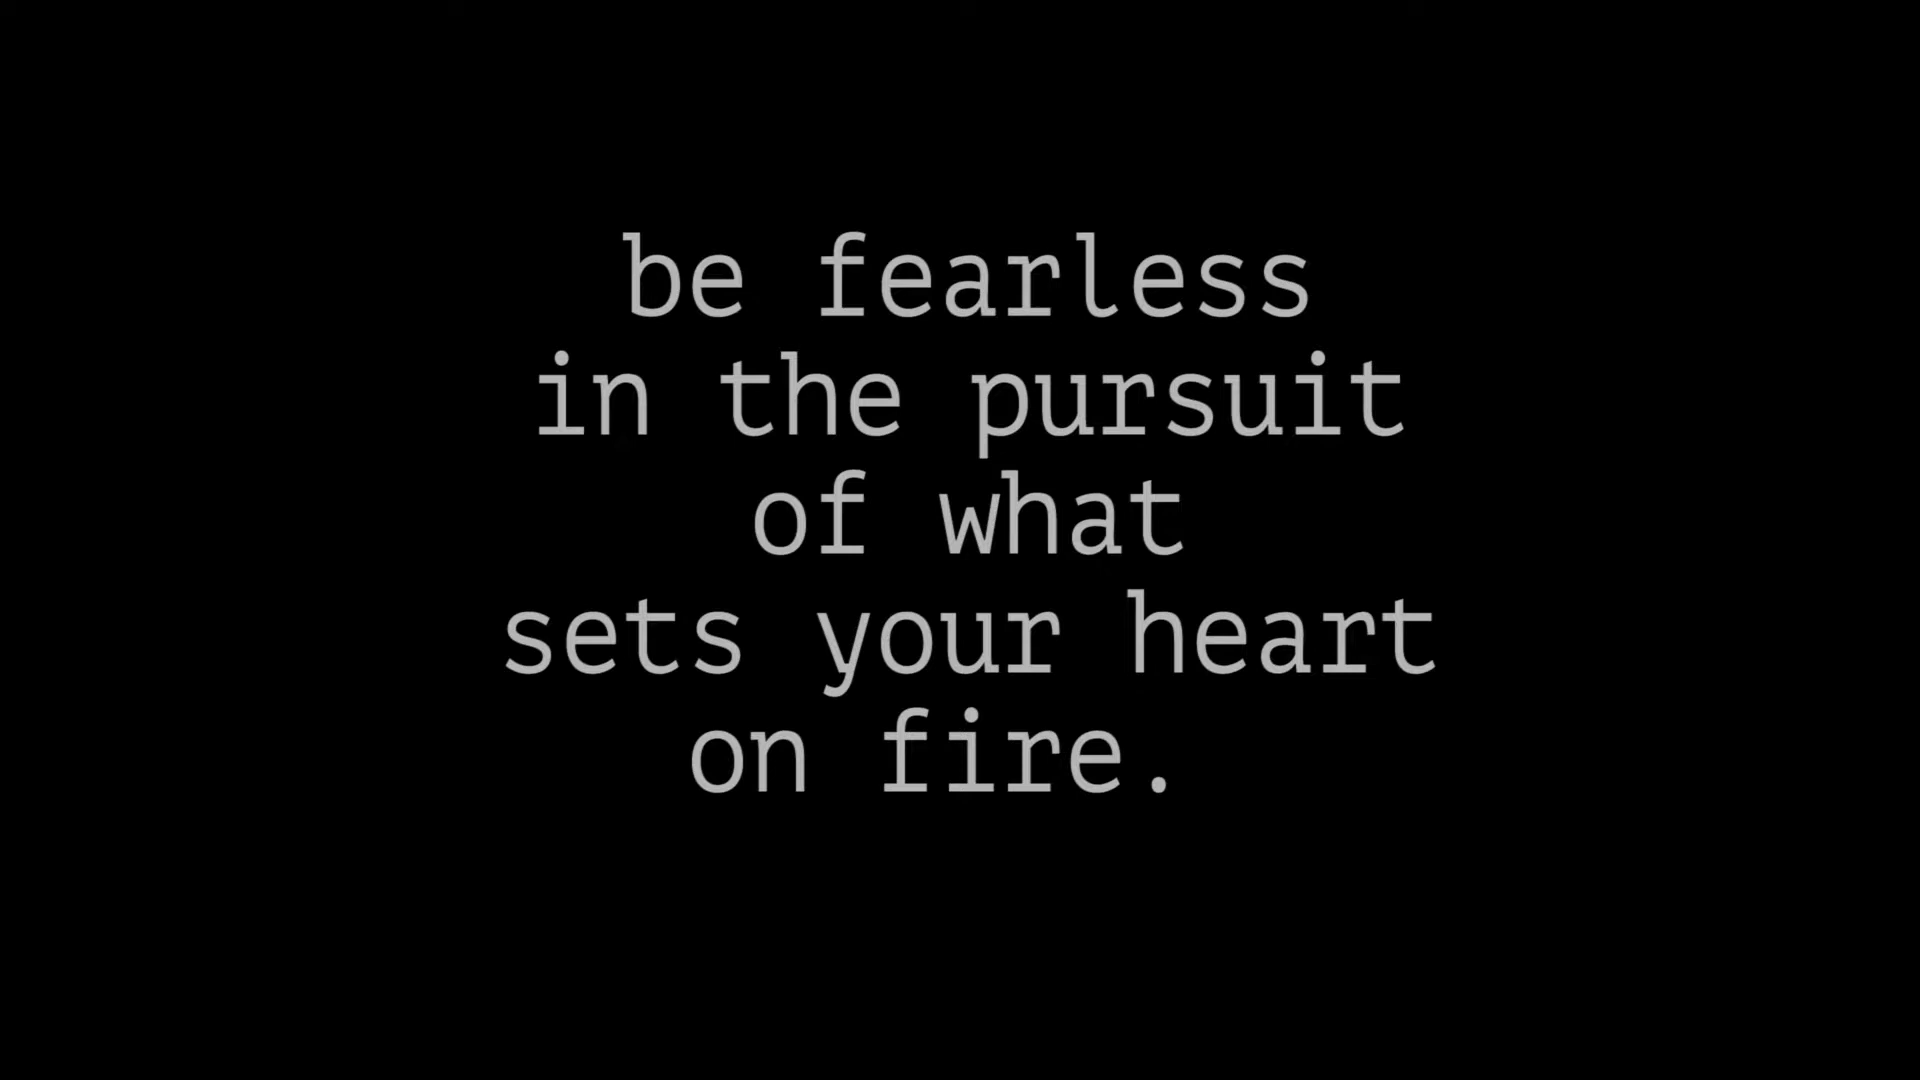 be fearless
in the pursuit
of what
sets your heart
on fire.